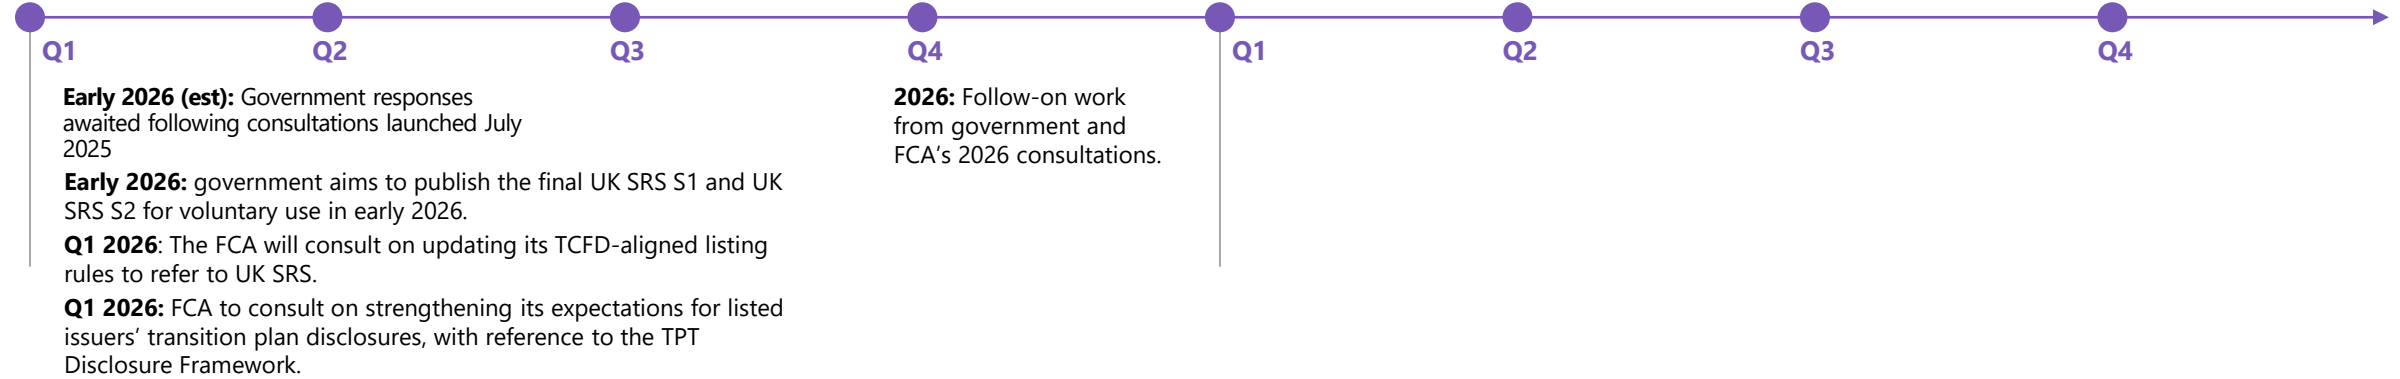 Q1
Q2
Q3
Q4
Q1
Q2
Q3
Q4
Early 2026 (est): Government responses
awaited following consultations launched July
2025
Early 2026: government aims to publish the final UK SRS S1 and UK
SRS S2 for voluntary use in early 2026.
Q1 2026: The FCA will consult on updating its TCFD-aligned listing
rules to refer to UK SRS.
Q1 2026: FCA to consult on strengthening its expectations for listed
issuers’ transition plan disclosures, with reference to the TPT
Disclosure Framework.
2026: Follow-on work
from government and
FCA’s 2026 consultations.